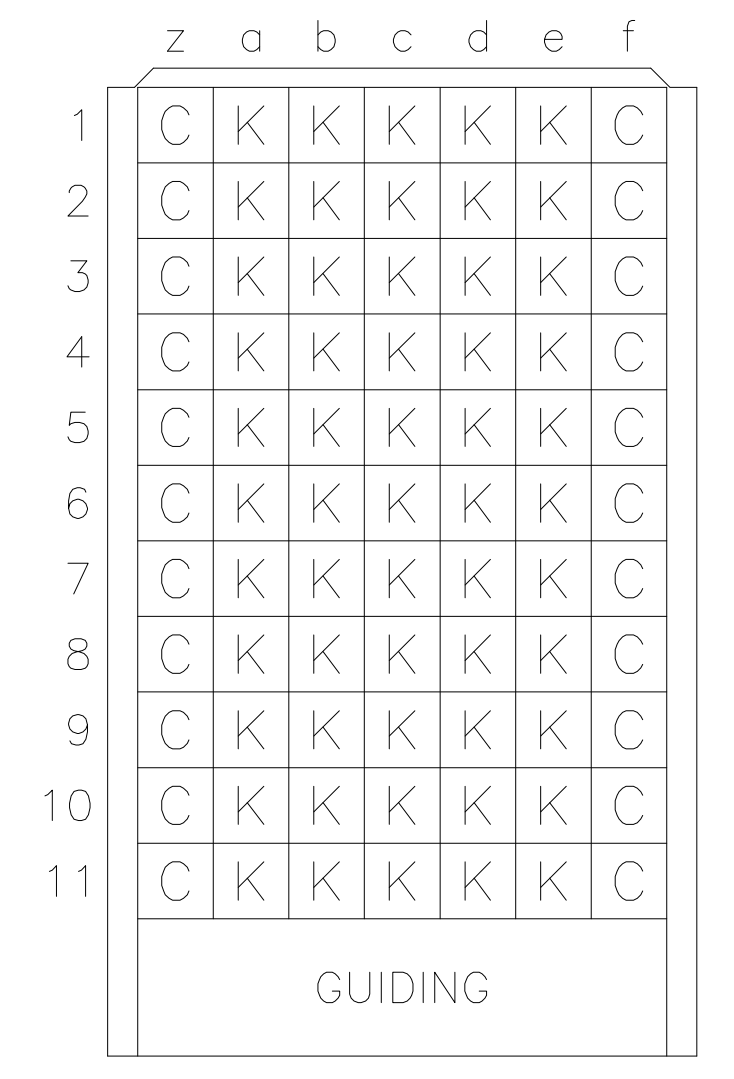 z a b c d e f
1 C K K K K K C
2 C K K K K K C
3 C K K K K K C
4 C K K K K K C
5 C K K K K K C
6 C K K K K K C
7 C K K K K K C
8 C K K K K K C
9 C K K K K K C
10 C K K K K K C
11 C K K K K K C
GUIDING